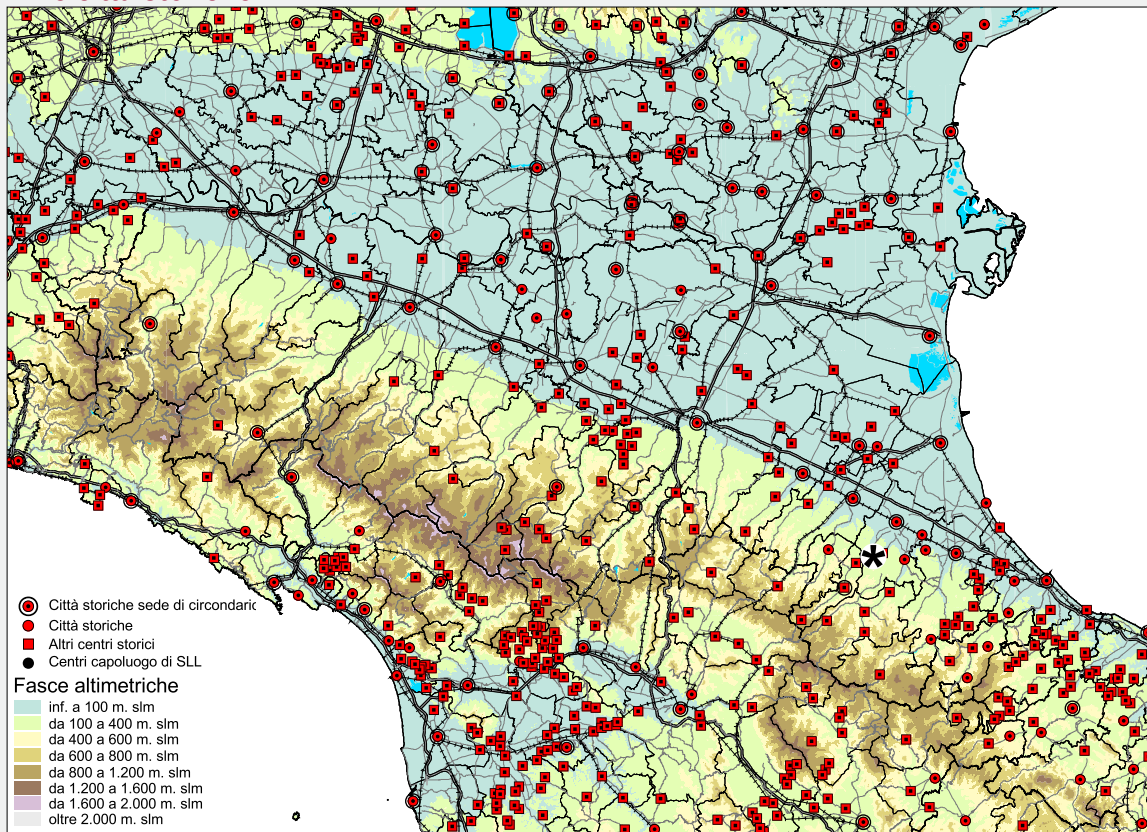 Città storiche sede di circondaric
Città storiche
Altri centri storici
Centri capoluogo di SLL
Fasce altimetriche
inf. a 100 m. slm
da 100 a 400 m. slm
da 400 a 600 m. slm
da 600 a 800 m. slm
da 800 a 1.200 m. slm
da 1.200 a 1.600 m. slm
da 1.600 a 2.000 m. slm
oltre 2.000 m. slm
*